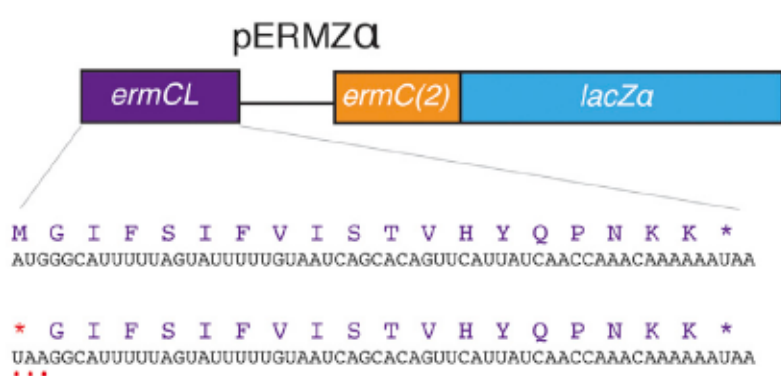 pERMZα
ermCL ermC(2) lacZα
M G I F S I F V I S T V H Y Q P N K K *
AUGGGCAUUUUUAGUAUUUUUGUAAUCAGCACAGUUCAUUAUCAACCAAACAAAAAAUAA
* G I F S I F V I S T V H Y Q P N K K *
UAAGGCAUUUUUAGUAUUUUUGUAAUCAGCACAGUUCAUUAUCAACCAAACAAAAAAUAA